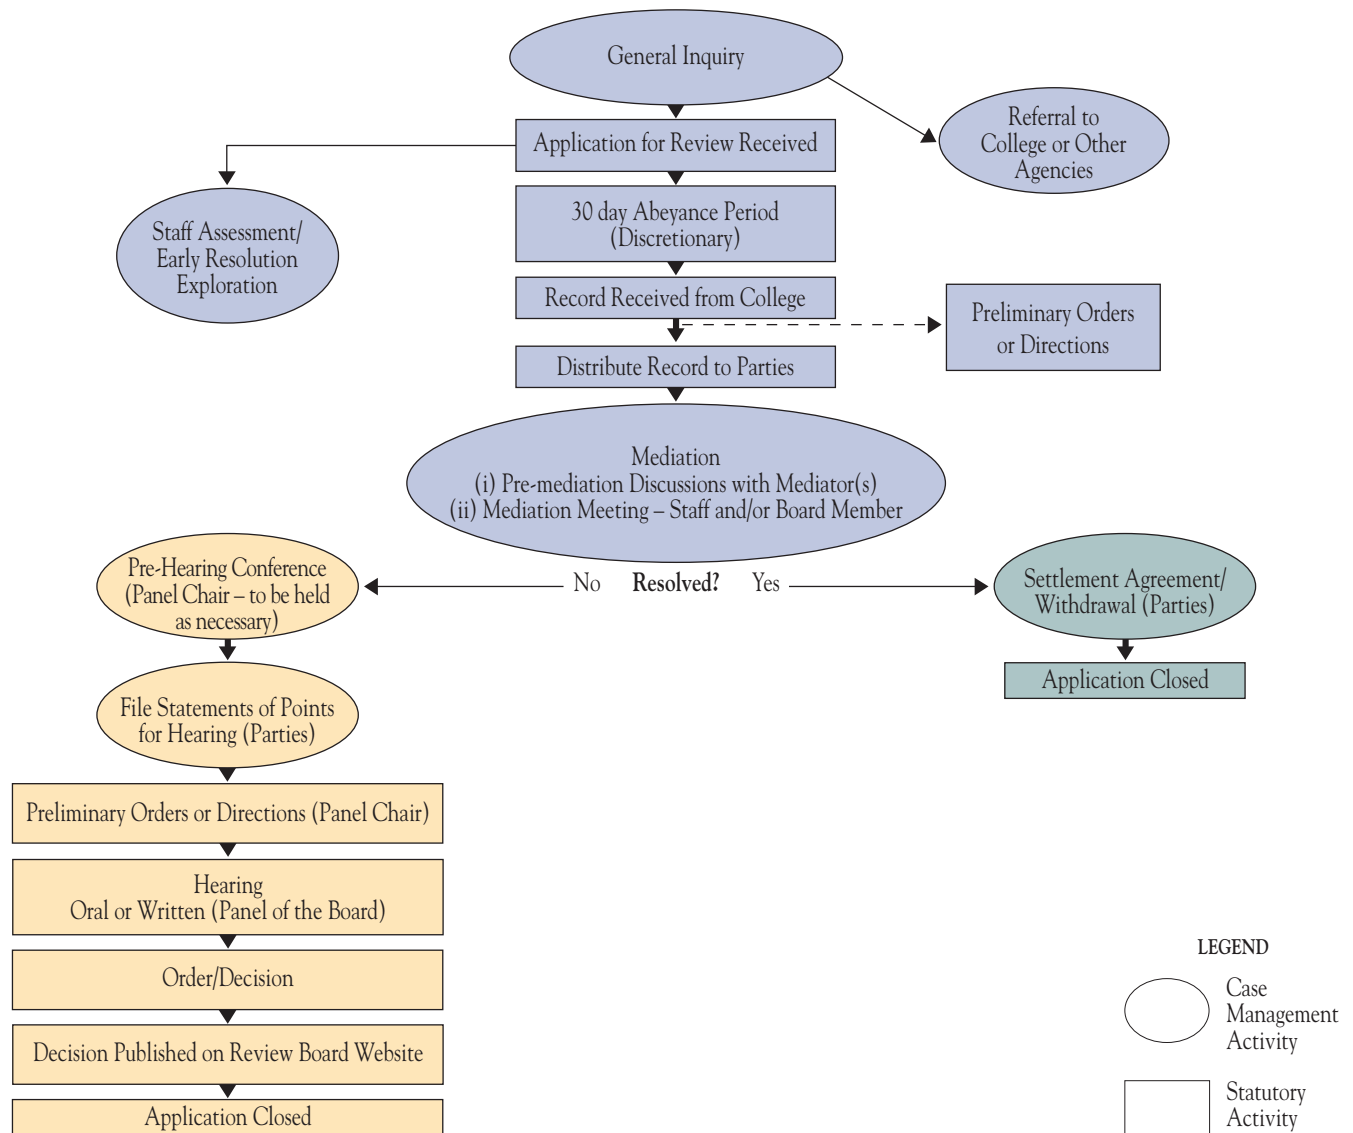 General Inquiry
Referral to
College or Other
Agencies
Application for Review Received
Staff Assessment/
Early Resolution
Exploration
30 day Abeyance Period
(Discretionary)
Record Received from College
Preliminary Orders
or Directions
Distribute Record to Parties
Mediation
(i) Pre-mediation Discussions with Mediator(s)
(ii) Mediation Meeting – Staff and/or Board Member
Pre-Hearing Conference
(Panel Chair – to be held
as necessary)
No Resolved? Yes
Settlement Agreement/
Withdrawal (Parties)
Application Closed
File Statements of Points
for Hearing (Parties)
Preliminary Orders or Directions (Panel Chair)
Hearing
Oral or Written (Panel of the Board)
Order/Decision
Decision Published on Review Board Website
Application Closed
LEGEND
Case
Management
Activity
Statutory
Activity